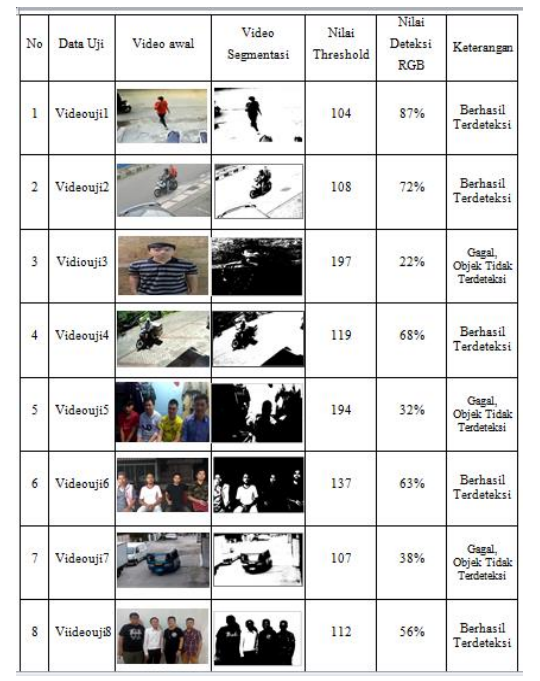 No Data Uji Video awal Video Segmentasi Nilai Threshold Nilai Deteksi RGB Keterangan
1 Videouji1 104 87% Berhasil Terdeteksi
2 Videouji2 108 72% Berhasil Terdeteksi
3 Vidiouji3 197 22% Gagal, Objek Tidak Terdeteksi
4 Videouji4 119 68% Berhasil Terdeteksi
5 Videouji5 194 32% Gagal, Objek Tidak Terdeteksi
6 Videouji6 137 63% Berhasil Terdeteksi
7 Videouji7 107 38% Gagal, Objek Tidak Terdeteksi
8 Viideouji8 112 56% Berhasil Terdeteksi